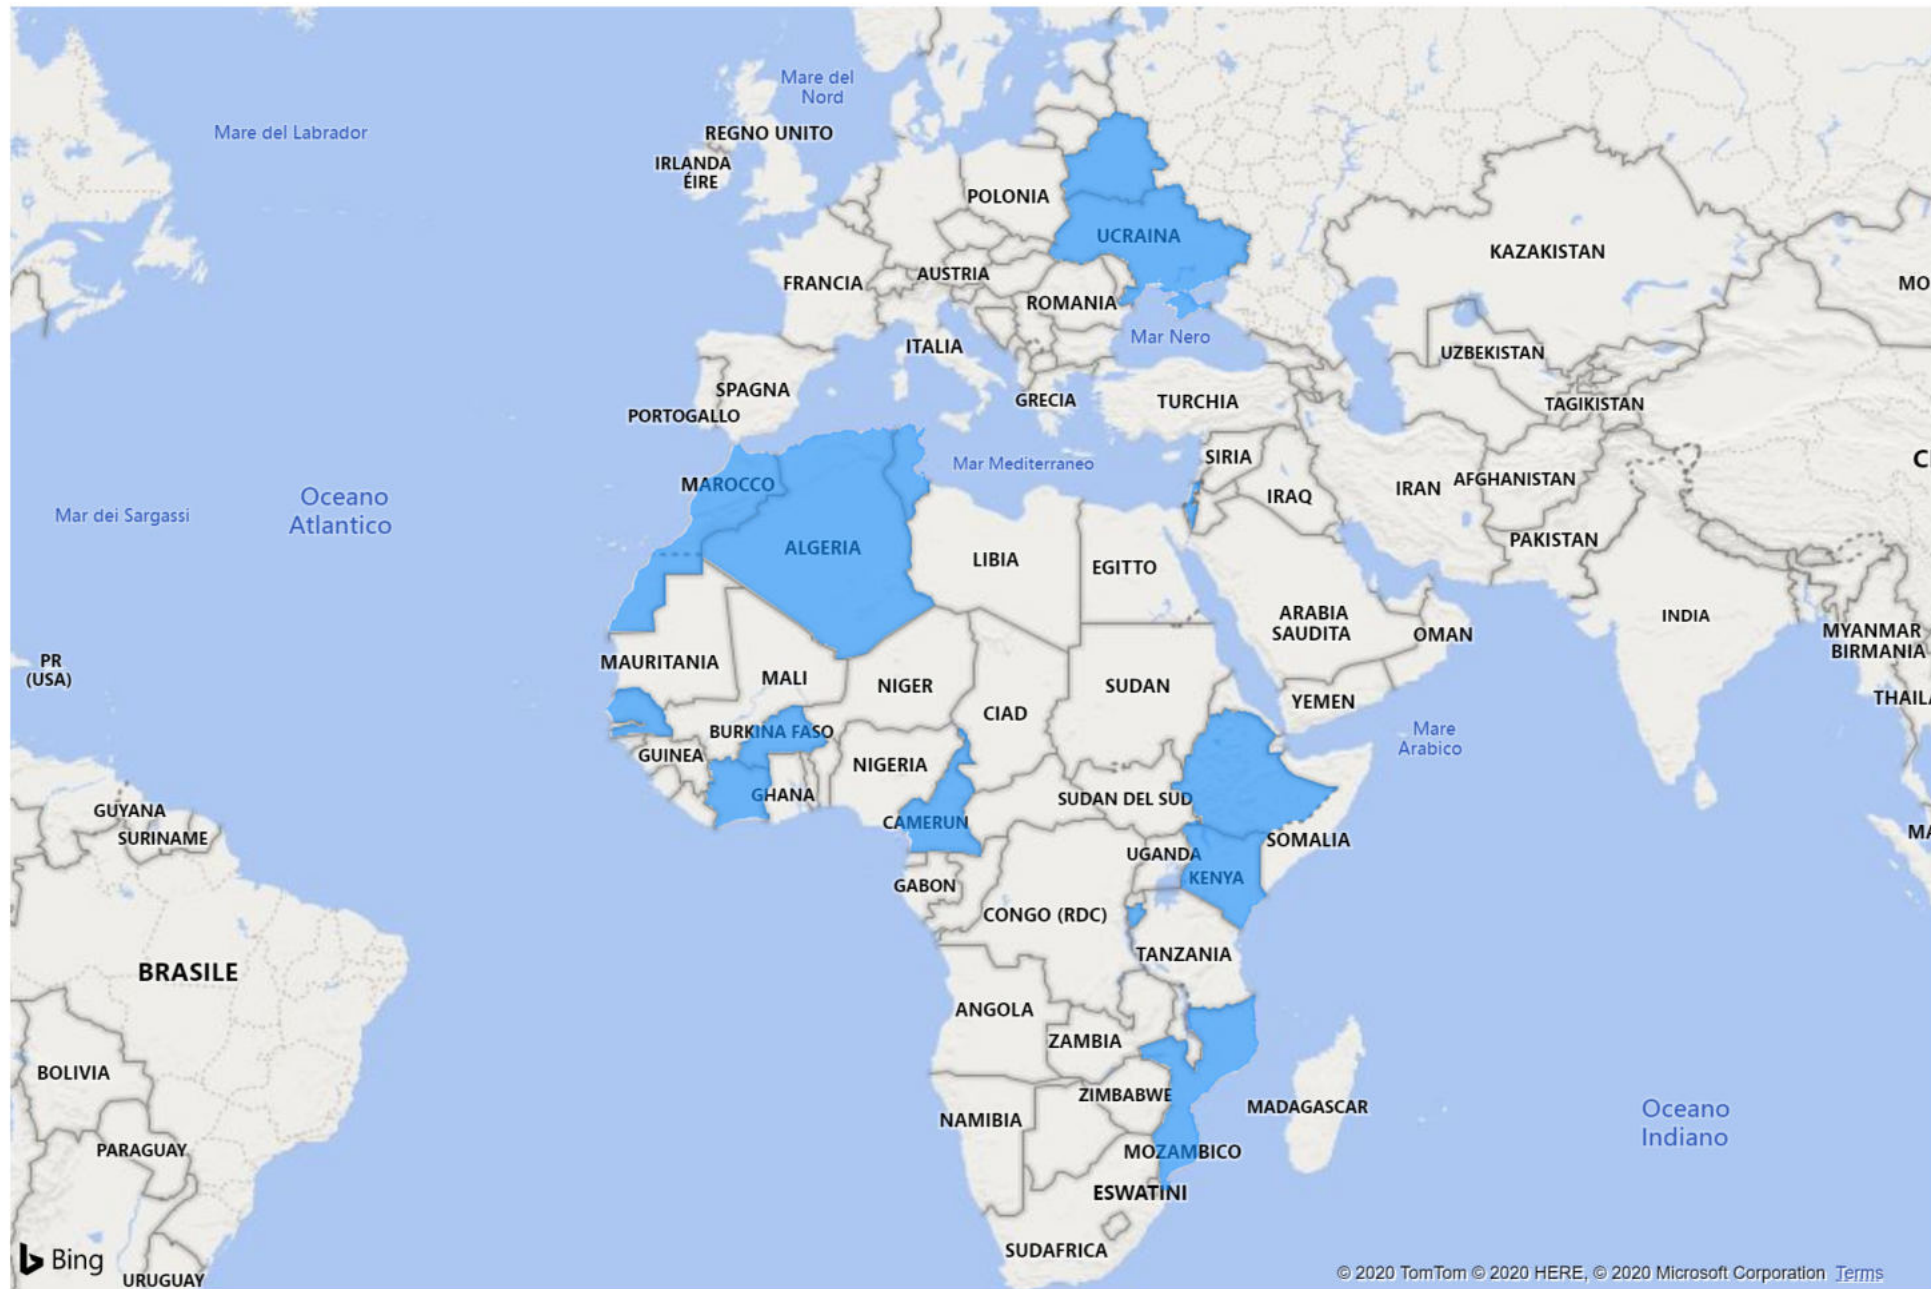 Mare del
Nord
Mare del Labrador
REGNO UNITO
IRLANDA
ÉIRE
POLONIA
UCRAINA
KAZAKISTAN
FRANCIA
AUSTRIA
ROMANIA
MO
Mar Nero
ITALIA
UZBEKISTAN
SPAGNA
GRECIA
TURCHIA
TAGIKISTAN
PORTOGALLO
Mar Mediterraneo
SIRIA
MAROCCO
IRAQ
IRAN
AFGHANISTAN
C
Oceano
Atlantico
Mar dei Sargassi
ALGERIA
LIBIA
EGITTO
PAKISTAN
ARABIA
SAUDITA
OMAN
INDIA
MYANMAR
BIRMANIA
PR
(USA)
MAURITANIA
MALI
NIGER
SUDAN
CIAD
YEMEN
THAILA
BURKINA FASO
GUINEA
NIGERIA
Mare
Arabico
GHANA
SUDAN DEL SUD
GUYANA
SURINAME
CAMERUN
SOMALIA
MA
UGANDA
KENYA
GABON
CONGO (RDC)
TANZANIA
BRASILE
ANGOLA
ZAMBIA
BOLIVIA
ZIMBABWE
MADAGASCAR
NAMIBIA
Oceano
Indiano
PARAGUAY
MOZAMBICO
ESWATINI
SUDAFRICA
Bing
URUGUAY
© 2020 TomTom © 2020 HERE, © 2020 Microsoft Corporation Terms